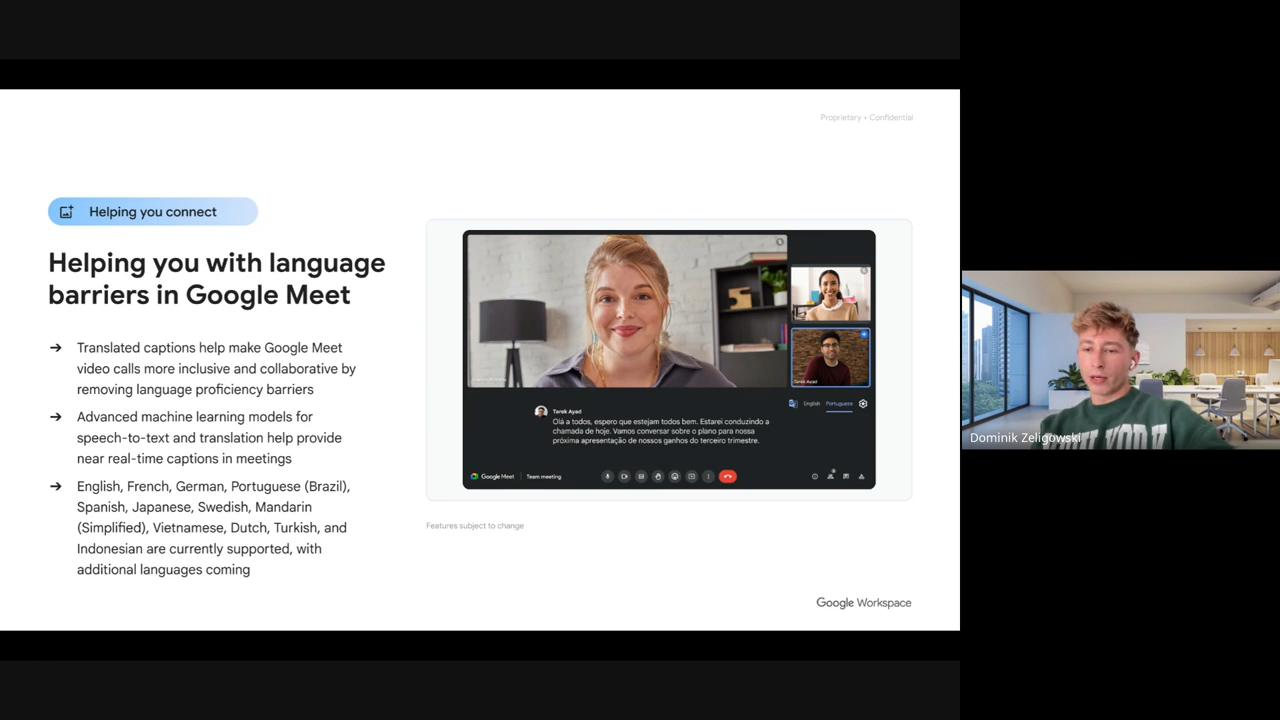 Proprietary + Confidential
Helping you connect
Helping you with language
barriers in Google Meet
➔ Translated captions help make Google Meet
video calls more inclusive and collaborative by
removing language proficiency barriers
➔ Advanced machine learning models for
speech-to-text and translation help provide
near real-time captions in meetings
➔ English, French, German, Portuguese (Brazil),
Spanish, Japanese, Swedish, Mandarin
(Simplified), Vietnamese, Dutch, Turkish, and
Indonesian are currently supported, with
additional languages coming
Tarek Ayad
English Portuguese
Tarek Ayad
Olá a todos, espero que estejam todos bem. Estarei conduzindo a
chamada de hoje. Vamos conversar sobre o plano para nossa
próxima apresentação de nossos ganhos do terceiro trimestre.
Google Meet Team meeting
Features subject to change
Google Workspace
Dominik Zeligowski